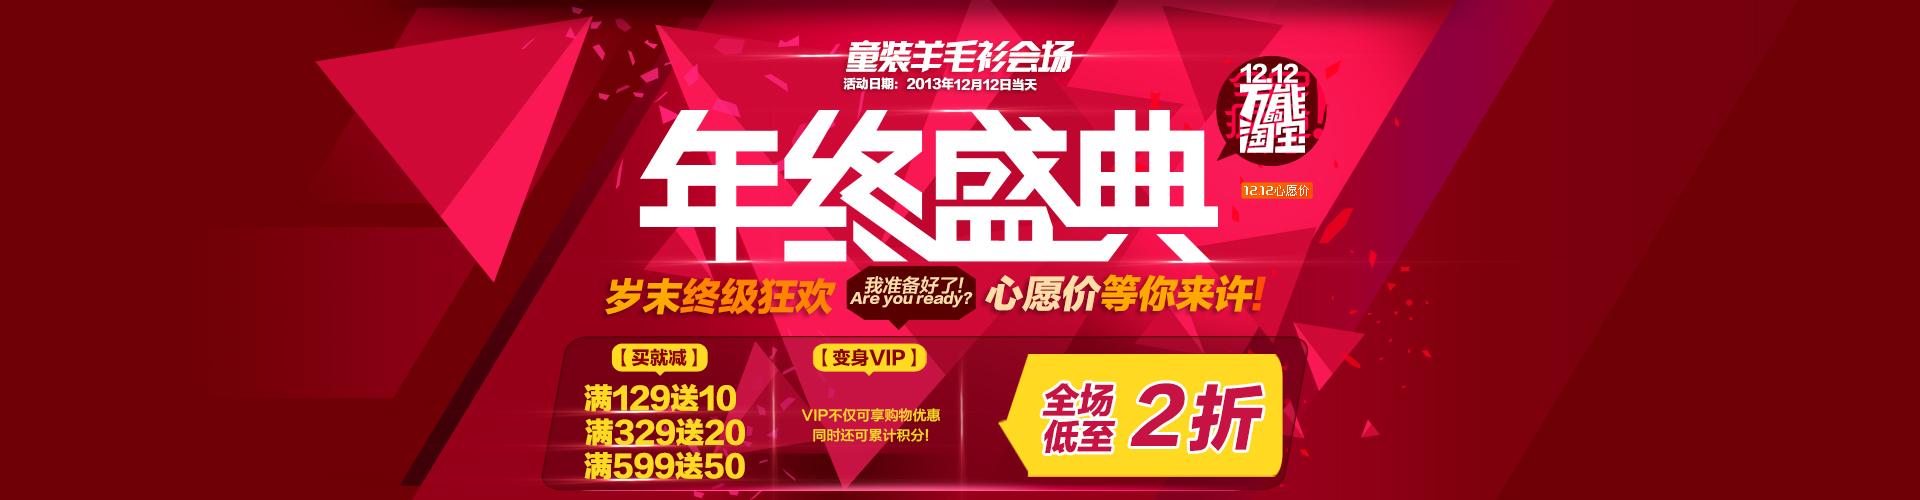 童装羊毛衫会场
活动日期：2013年12月12日当天
12.12
万能
的
淘宝
年终盛典
12.12心愿价
岁末终级狂欢
我准备好了!
Are you ready?
心愿价等你来许!
【买就减】
满129送10
满329送20
满599送50
【变身VIP】
VIP不仅可享购物优惠
同时还可累计积分!
全场
低至
2折